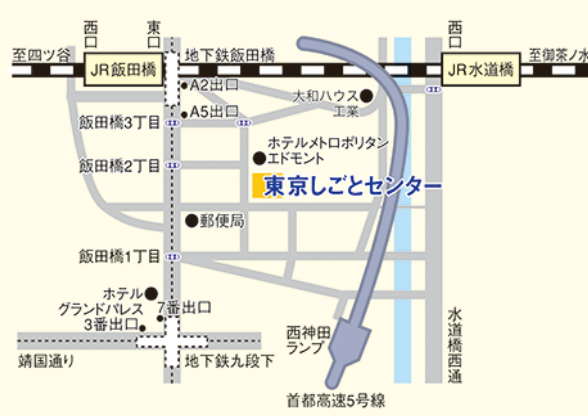 西口
東口
西口
至四ツ谷
地下鉄飯田橋
至御茶ノ水
JR飯田橋
JR水道橋
A2出口
大和ハウス
工業
A5出口
飯田橋3丁目
ホテルメトロポリタン
エドモント
飯田橋2丁目
東京しごとセンター
郵便局
飯田橋1丁目
ホテル
グランドパレス
7番出口
3番出口
西神田
ランプ
水道橋西通
靖国通り
地下鉄九段下
首都高速5号線